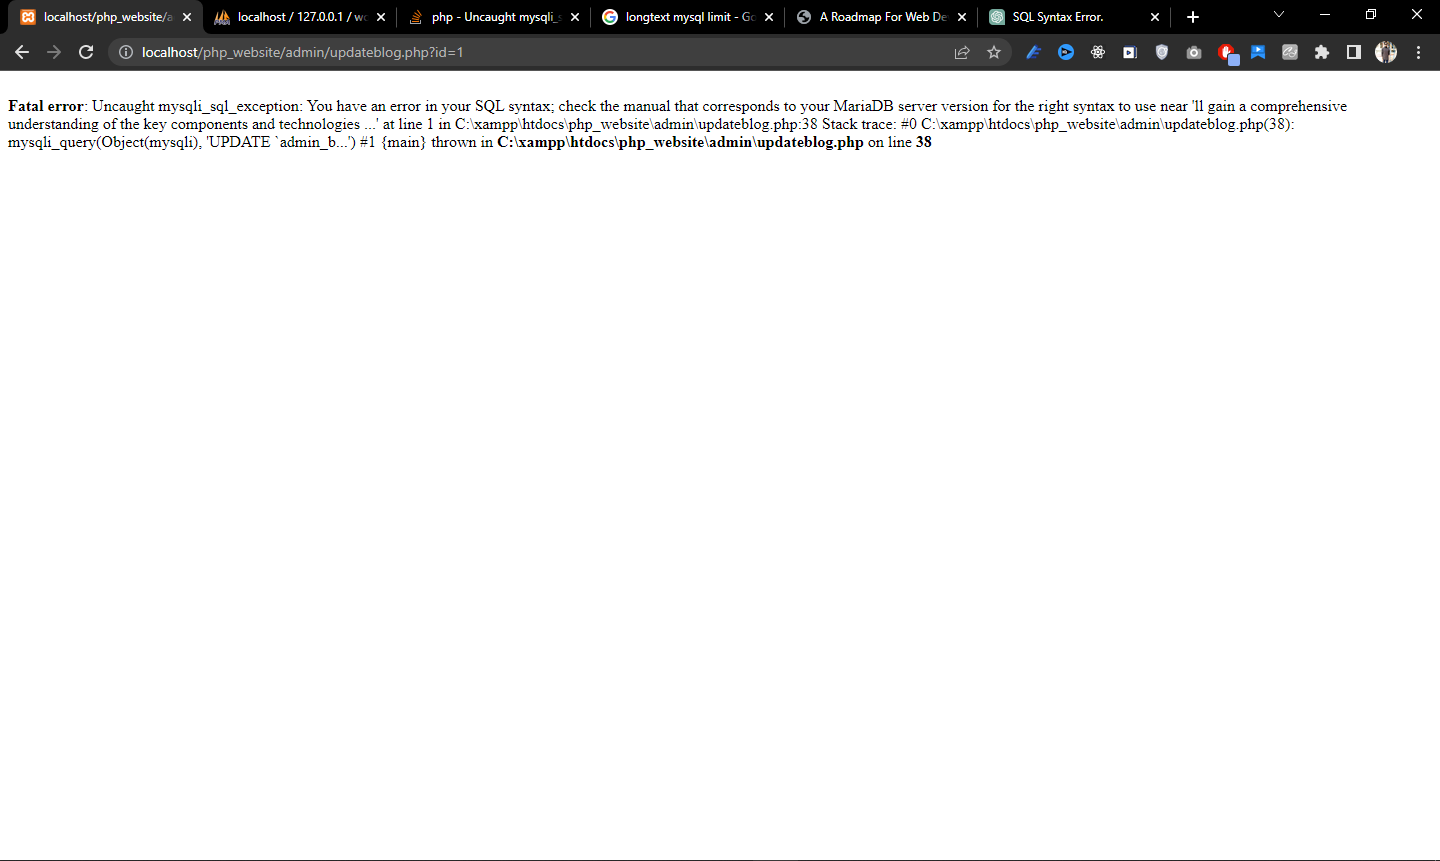 localhost/php_website/a
localhost / 127.0.0.1 / wo
php - Uncaught mysqli_s
longtext mysql limit - Go
A Roadmap For Web De
SQL Syntax Error.
localhost/php_website/admin/updateblog.php?id=1
Fatal error: Uncaught mysqli_sql_exception: You have an error in your SQL syntax; check the manual that corresponds to your MariaDB server version for the right syntax to use near 'll gain a comprehensive
understanding of the key components and technologies ...' at line 1 in C:\xampp\htdocs\php_website\admin\updateblog.php:38 Stack trace: #0 C:\xampp\htdocs\php_website\admin\updateblog.php(38):
mysqli_query(Object(mysqli), 'UPDATE `admin_b...') #1 {main} thrown in C:\xampp\htdocs\php_website\admin\updateblog.php on line 38